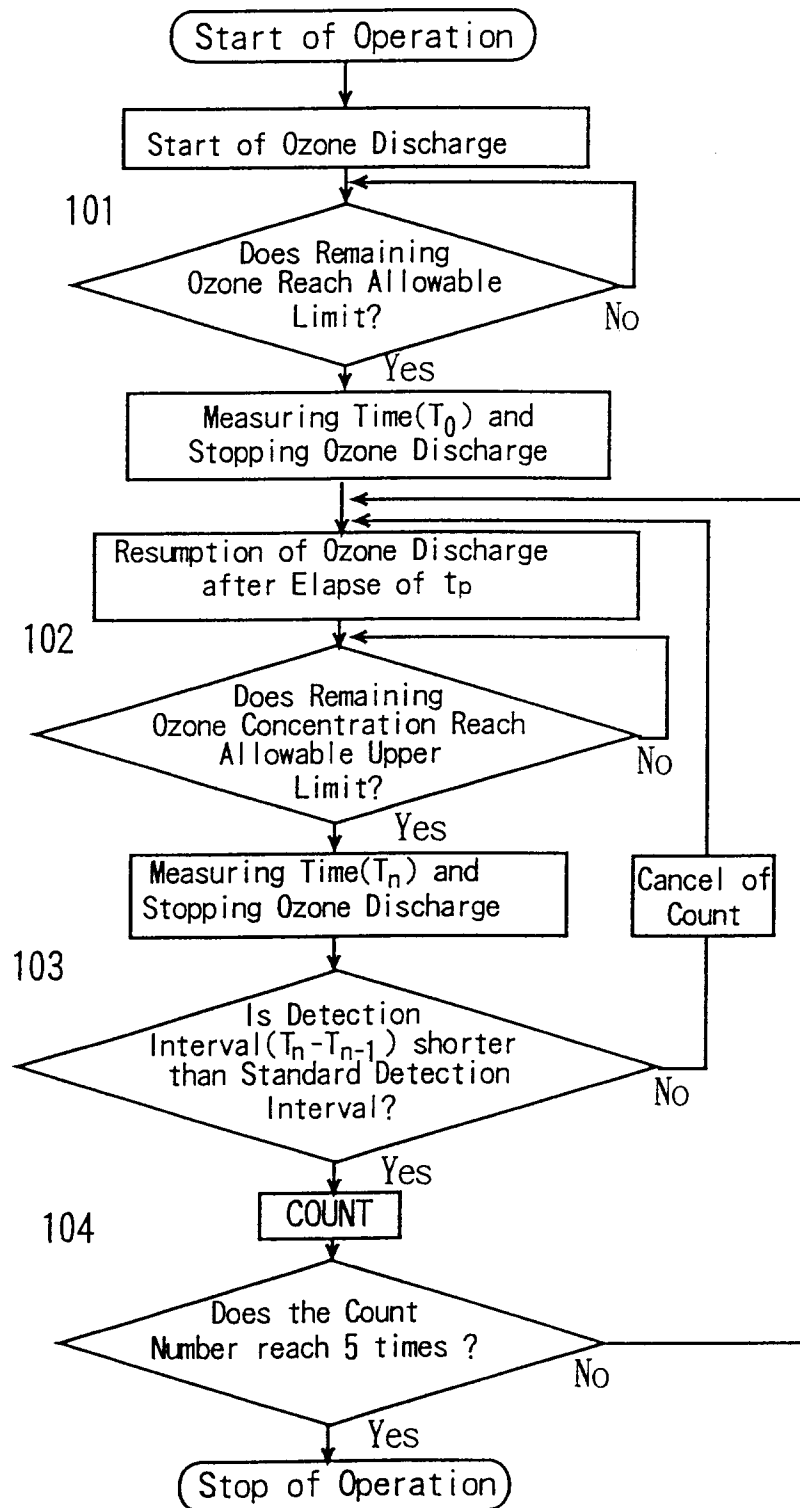 Start of Operation
Start of Ozone Discharge
101
Does Remaining
Ozone Reach Allowable
Limit?
No
Yes
Measuring Time(T0) and
Stopping Ozone Discharge
Resumption of Ozone Discharge
after Elapse of tp
102
Does Remaining
Ozone Concentration Reach
Allowable Upper
Limit?
No
Yes
Measuring Time(Tn) and
Stopping Ozone Discharge
Cancel of
Count
103
Is Detection
Interval(Tn-Tn-1) shorter
than Standard Detection
Interval?
No
Yes
COUNT
104
Does the Count
Number reach 5 times ?
No
Yes
Stop of Operation